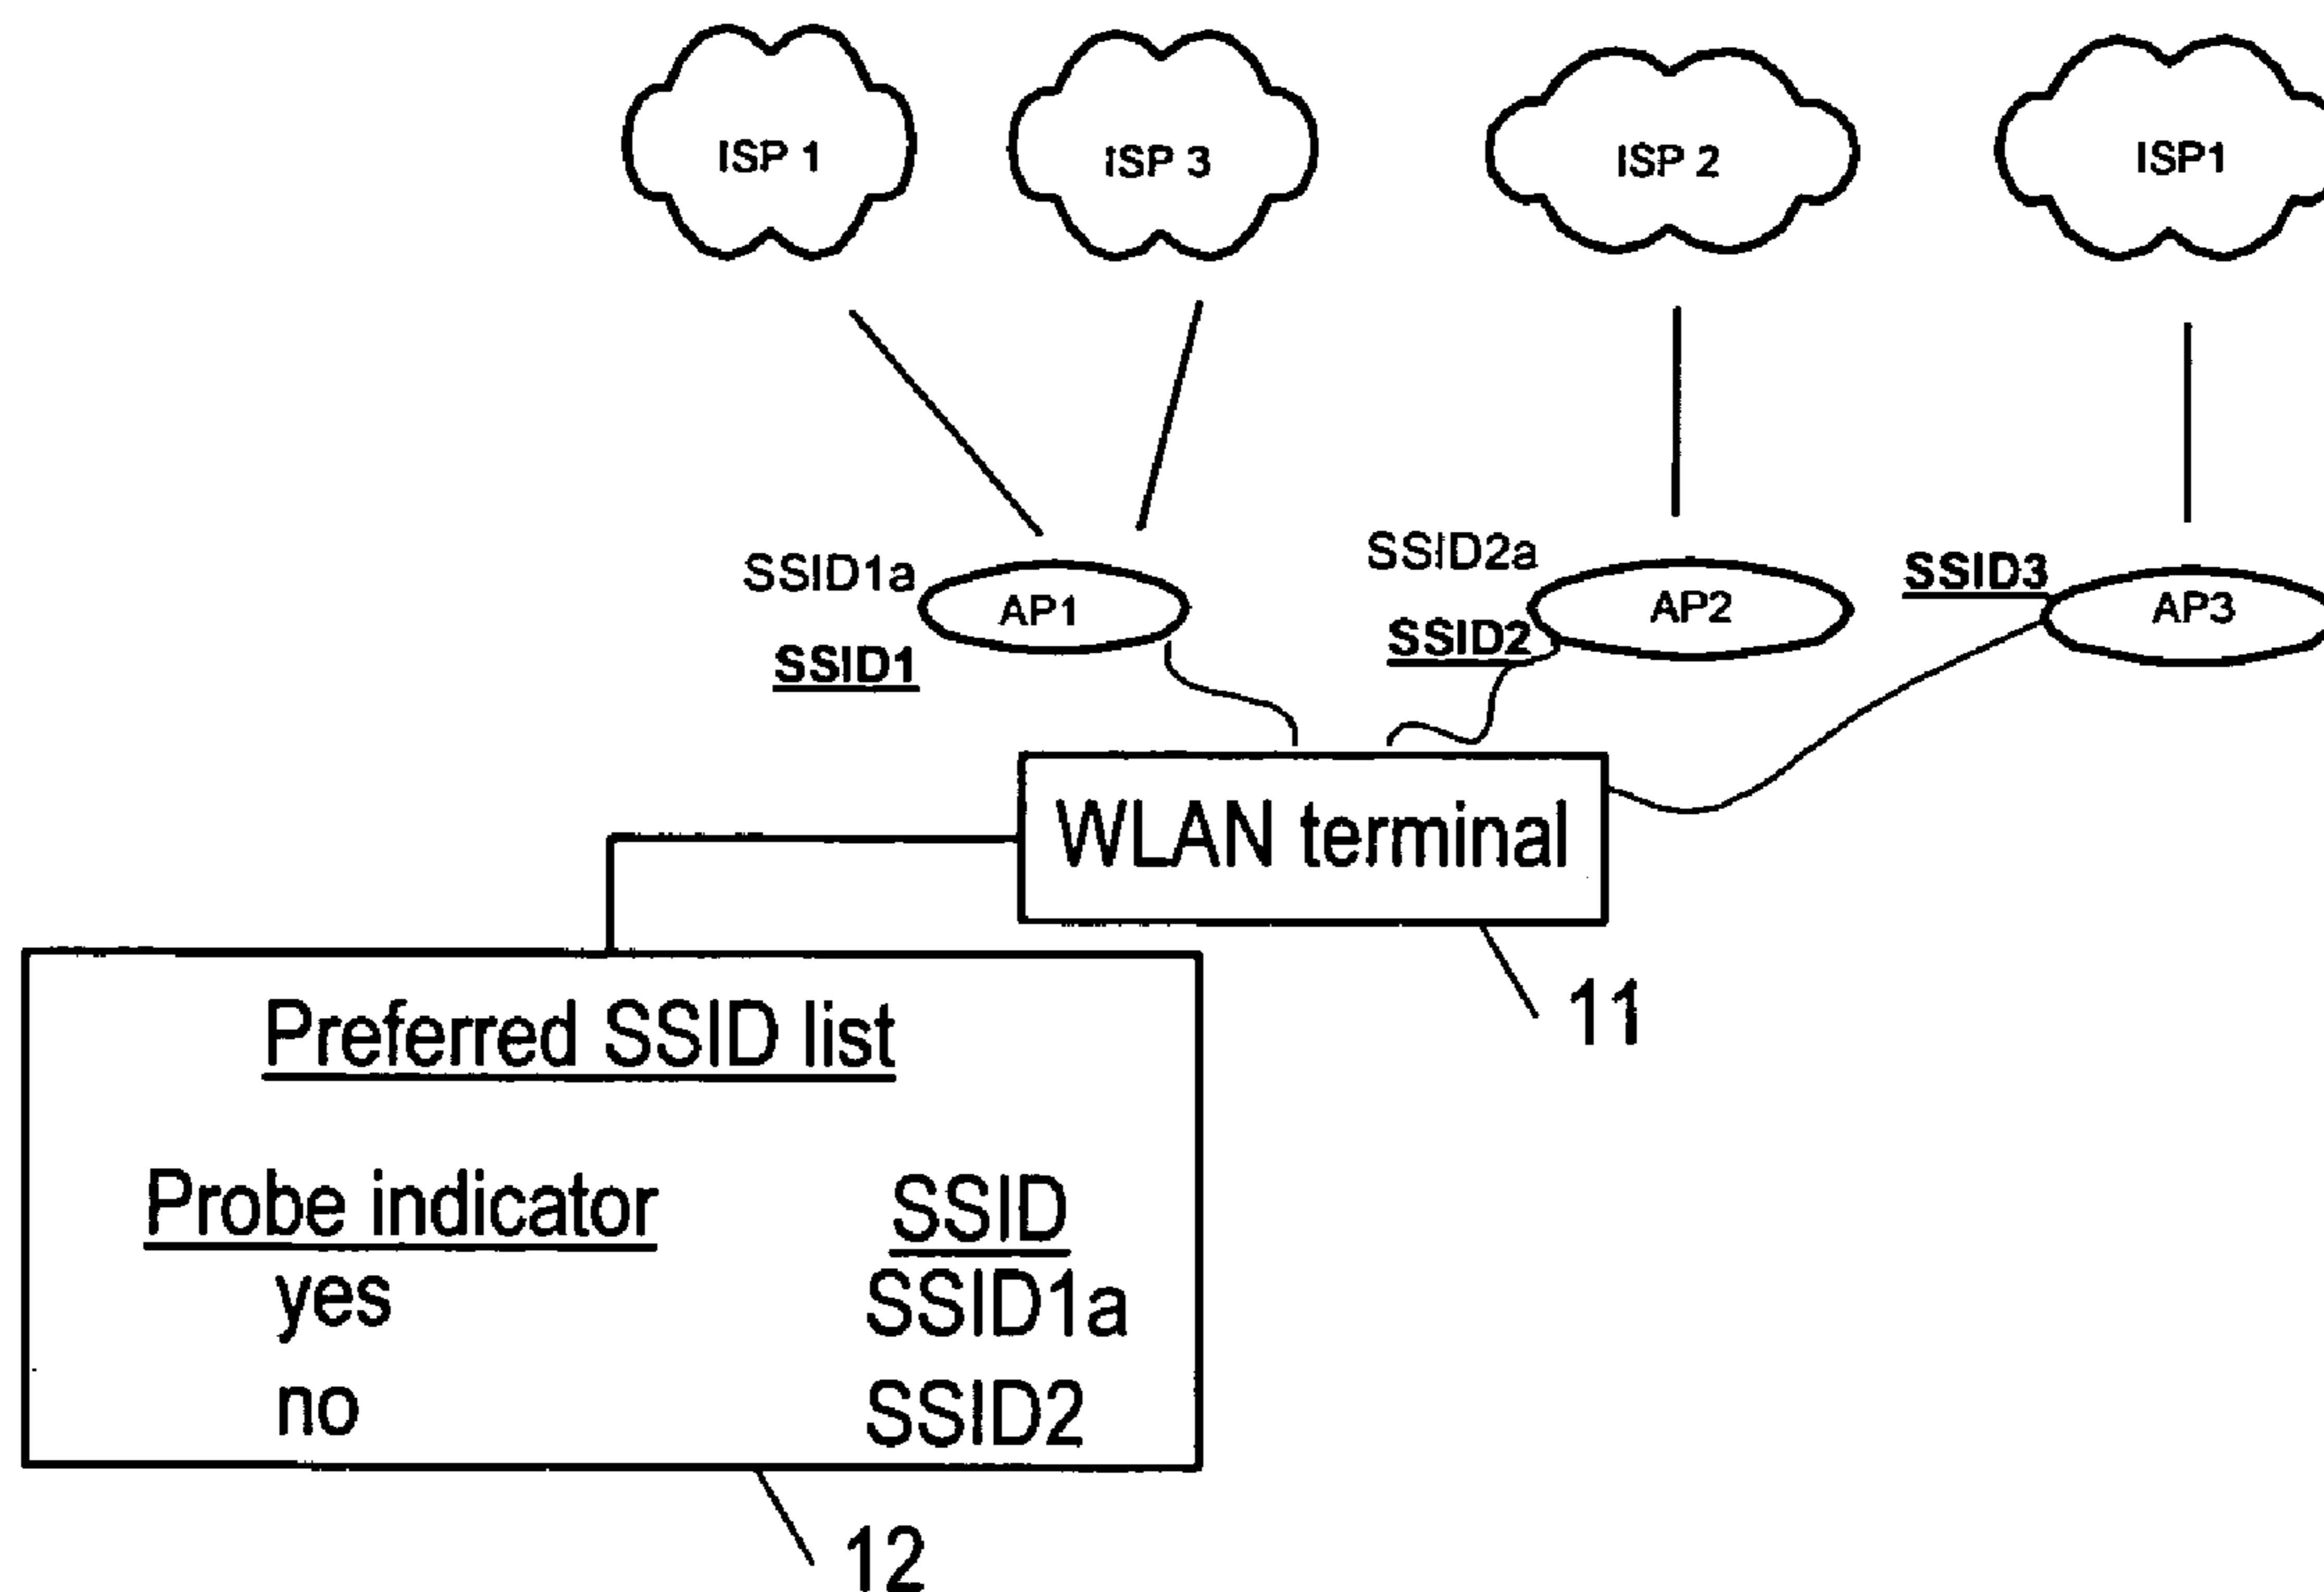 ISP 1
ISP 3
ISP 2
ISP1
SSID1a
AP1
SSID1
SSID2a
AP2
SSID2
SSID3
AP3
WLAN terminal
11
Preferred SSID list
Probe indicator SSID
yes SSID1a
no SSID2
12